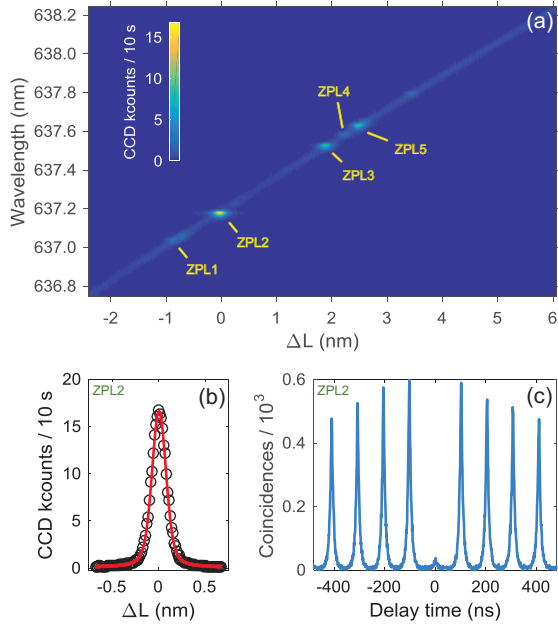 (a)
638.2
637.8
637.6
637.4
637.2
637.0
636.8
Wavelength (nm)
CCD kcounts / 10 s
15
10
5
0
ZPL4
ZPL5
ZPL3
ZPL2
ZPL1
-2 -1 0 1 2 3 4 5 6
ΔL (nm)
ZPL2 (b)
20
15
10
5
0
CCD kcounts / 10 s
-0.5 0 0.5
ΔL (nm)
ZPL2 (c)
0.6
0.4
0.2
0
Coincidences / 10³
-400 -200 0 200 400
Delay time (ns)